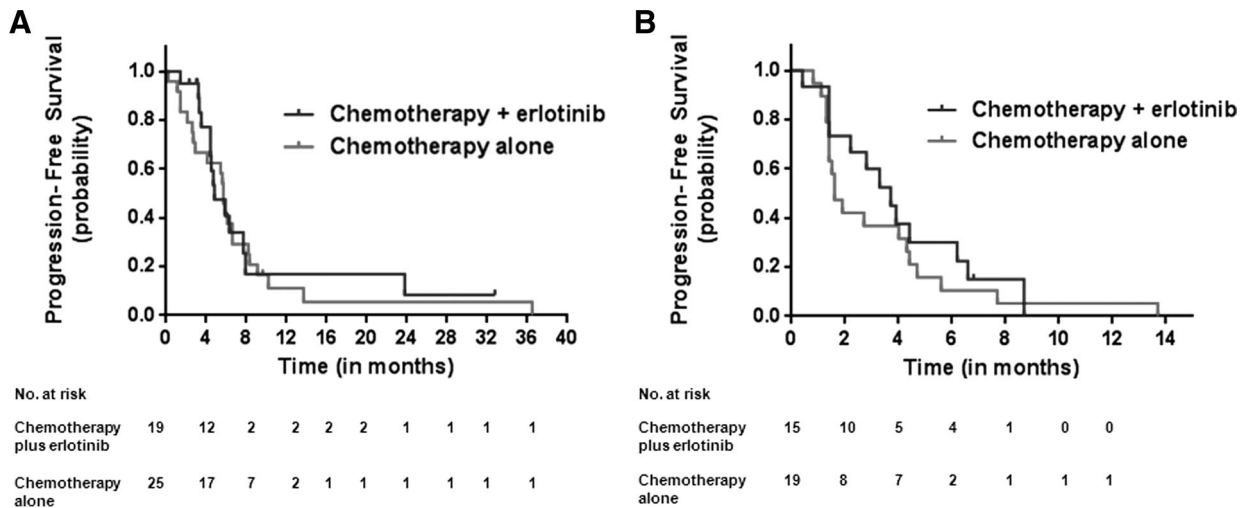 A
Progression-Free Survival
(probability)
1.0
0.8
0.6
0.4
0.2
0.0
Chemotherapy + erlotinib
Chemotherapy alone
0 4 8 12 16 20 24 28 32 36 40
Time (in months)
No. at risk
Chemotherapy
plus erlotinib
19 12 2 2 2 2 1 1 1 1
Chemotherapy
alone
25 17 7 2 1 1 1 1 1 1
B
Progression-Free Survival
(probability)
1.0
0.8
0.6
0.4
0.2
0.0
Chemotherapy + erlotinib
Chemotherapy alone
0 2 4 6 8 10 12 14
Time (in months)
No. at risk
Chemotherapy
plus erlotinib
15 10 5 4 1 0 0
Chemotherapy
alone
19 8 7 2 1 1 1